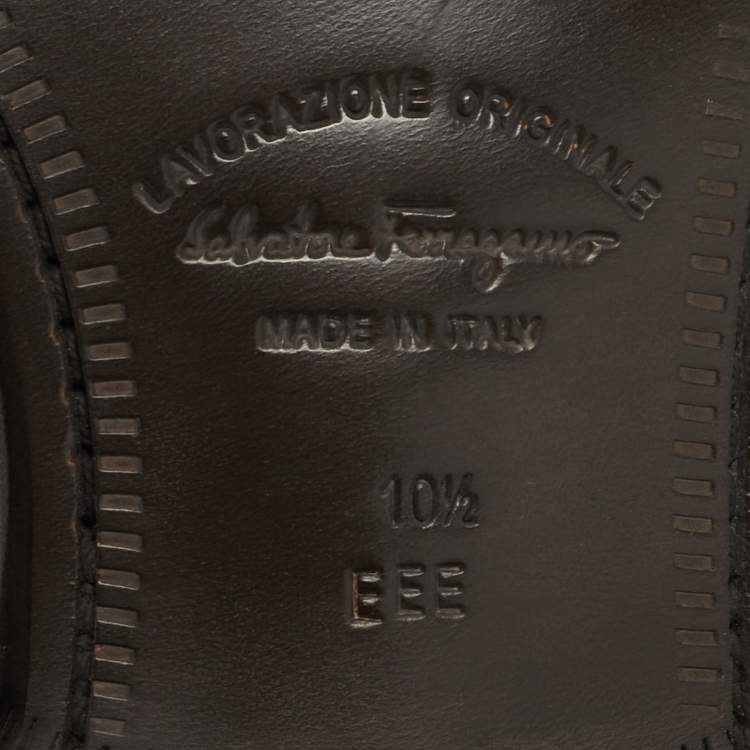 LAVORAZIONE ORIGINALE
Salvatore Ferragamo
MADE IN ITALY
10½
EEE